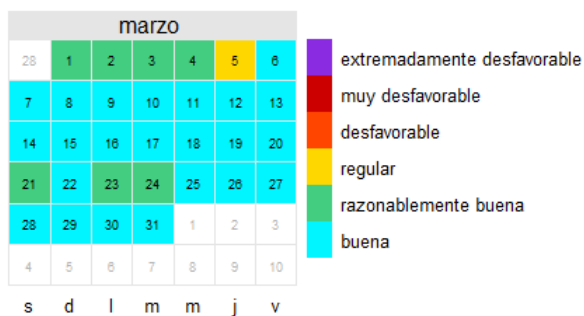 marzo
28 1 2 3 4 5 6
7 8 9 10 11 12 13
14 15 16 17 18 19 20
21 22 23 24 25 26 27
28 29 30 31 1 2 3
4 5 6 7 8 9 10
s d l m m j v
extremadamente desfavorable
muy desfavorable
desfavorable
regular
razonablemente buena
buena